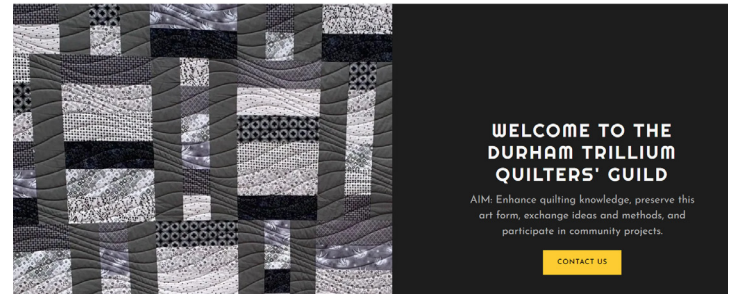 WELCOME TO THE
DURHAM TRILLIUM
QUILTERS' GUILD
AIM: Enhance quilting knowledge, preserve this
art form, exchange ideas and methods, and
participate in community projects.
CONTACT US